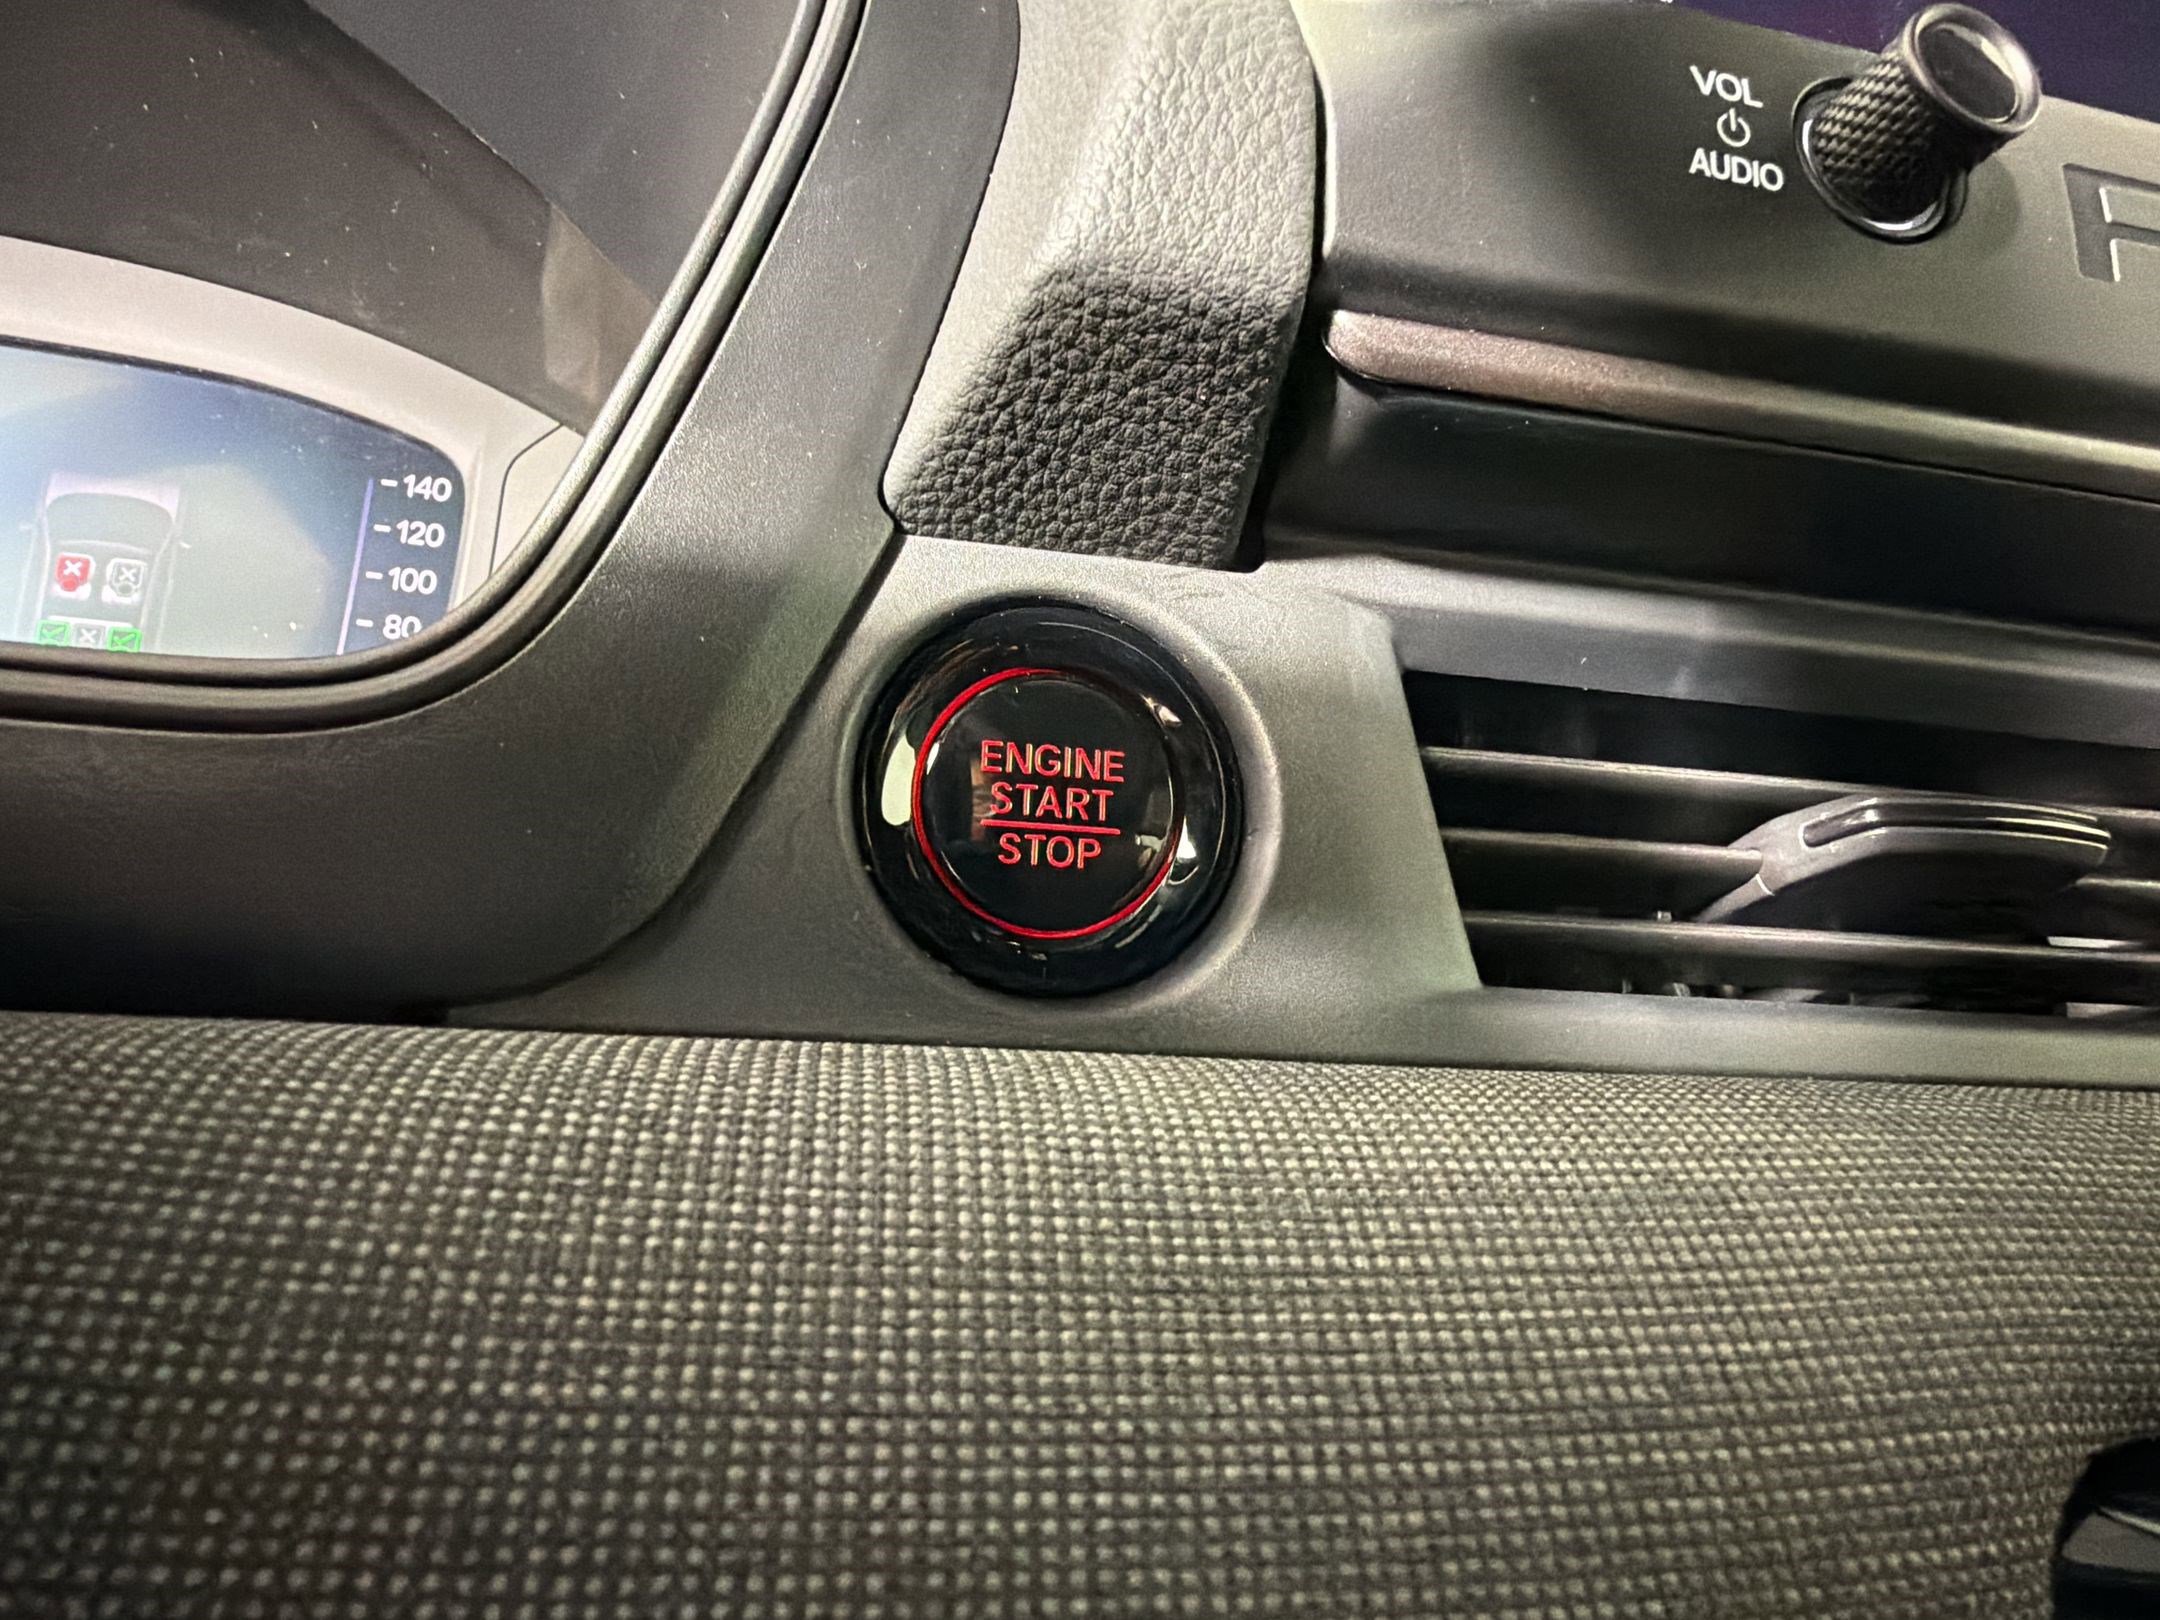 VOL
AUDIO
140
120
100
80
ENGINE
START
STOP